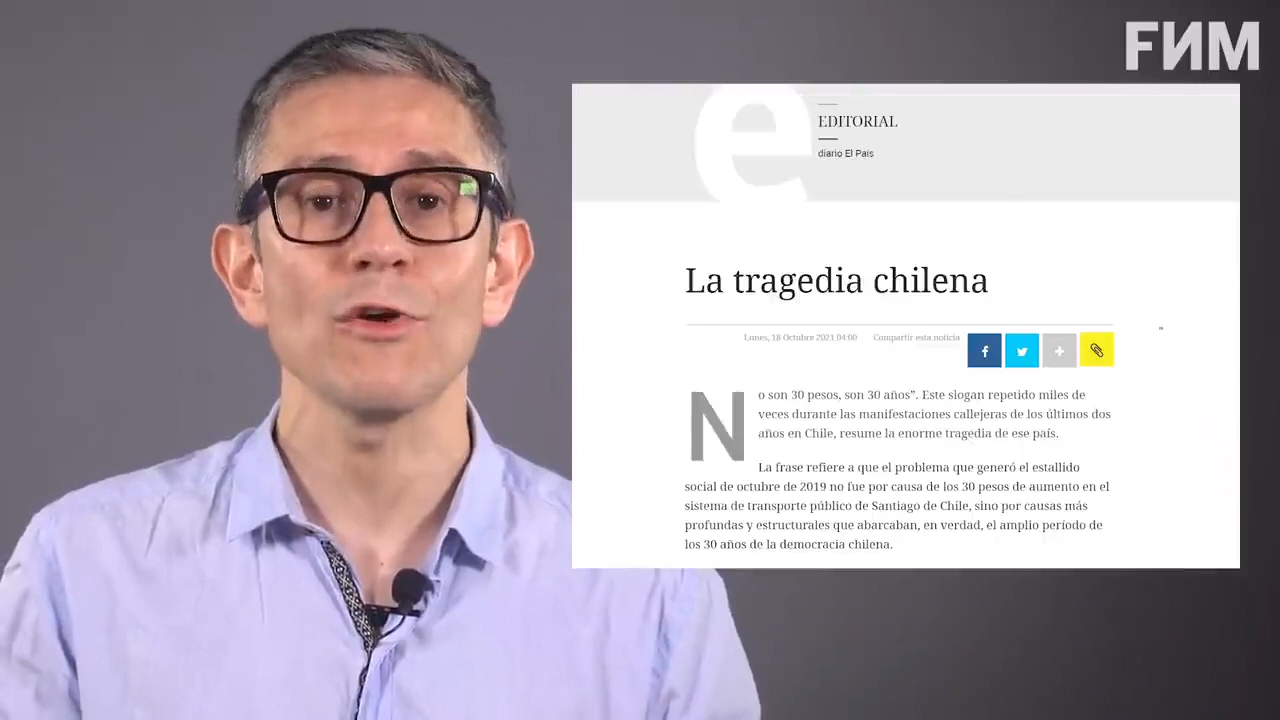 FИM
e
EDITORIAL
diario El País
La tragedia chilena
Lunes, 18 Octubre 2021 04:00 Compartir esta noticia
No son 30 pesos, son 30 años”. Este slogan repetido miles de
veces durante las manifestaciones callejeras de los últimos dos
años en Chile, resume la enorme tragedia de ese país.
La frase refiere a que el problema que generó el estallido
social de octubre de 2019 no fue por causa de los 30 pesos de aumento en el
sistema de transporte público de Santiago de Chile, sino por causas más
profundas y estructurales que abarcaban, en verdad, el amplio período de
los 30 años de la democracia chilena.